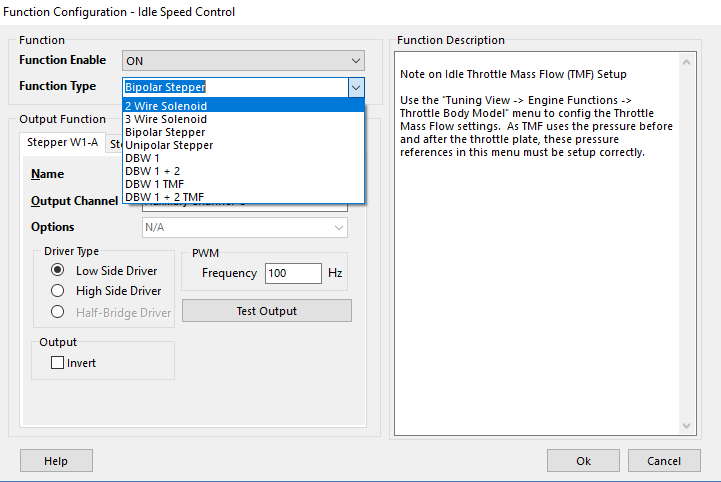 Function Configuration - Idle Speed Control
Function
Function Enable ON
Function Type Bipolar Stepper
2 Wire Solenoid
3 Wire Solenoid
Bipolar Stepper
Unipolar Stepper
DBW 1
DBW 1 + 2
DBW 1 TMF
DBW 1 + 2 TMF
Output Function
Stepper W1-A
Name
Output Channel
Options N/A
Driver Type
Low Side Driver
High Side Driver
Half-Bridge Driver
PWM
Frequency 100 Hz
Test Output
Output
Invert
Function Description
Note on Idle Throttle Mass Flow (TMF) Setup
Use the "Tuning View -> Engine Functions ->
Throttle Body Model" menu to config the Throttle
Mass Flow settings. As TMF uses the pressure before
and after the throttle plate, these pressure
references in this menu must be setup correctly.
Help
Ok
Cancel